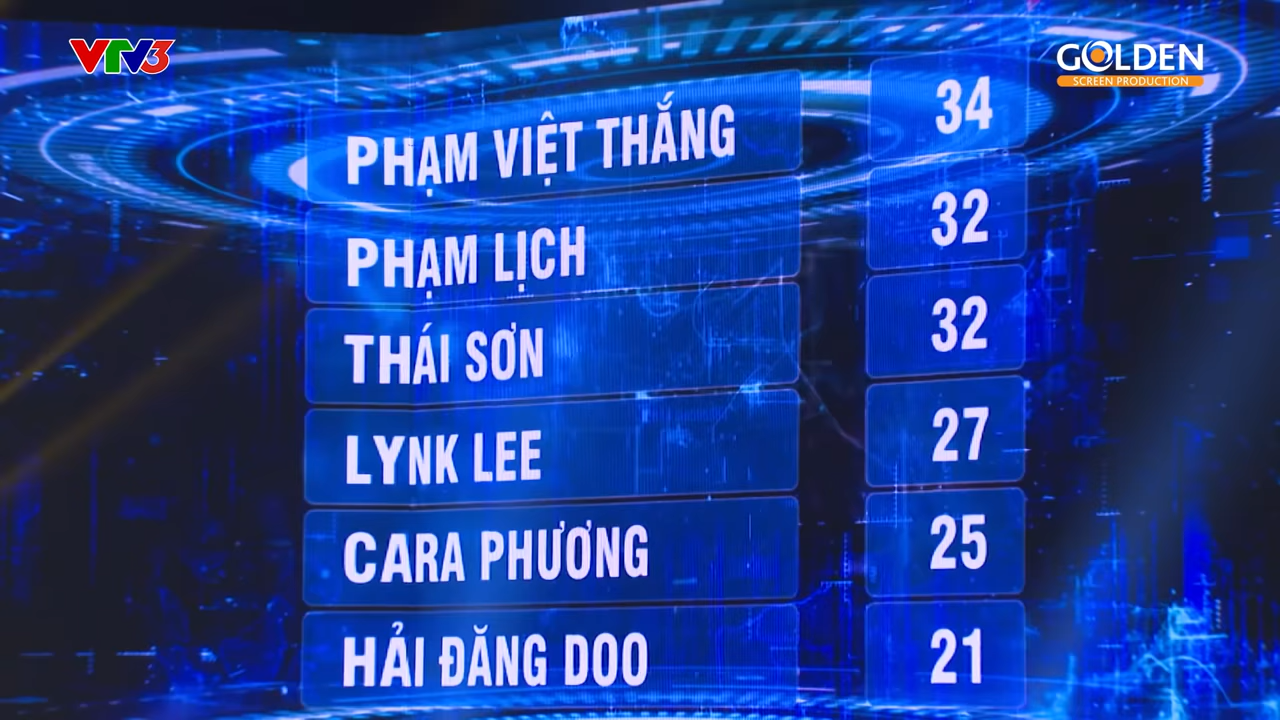 VTV3
GOLDEN
SCREEN PRODUCTION
PHẠM VIỆT THẮNG 34
PHẠM LỊCH 32
THÁI SƠN 32
LYNK LEE 27
CARA PHƯƠNG 25
HẢI ĐĂNG DOO 21